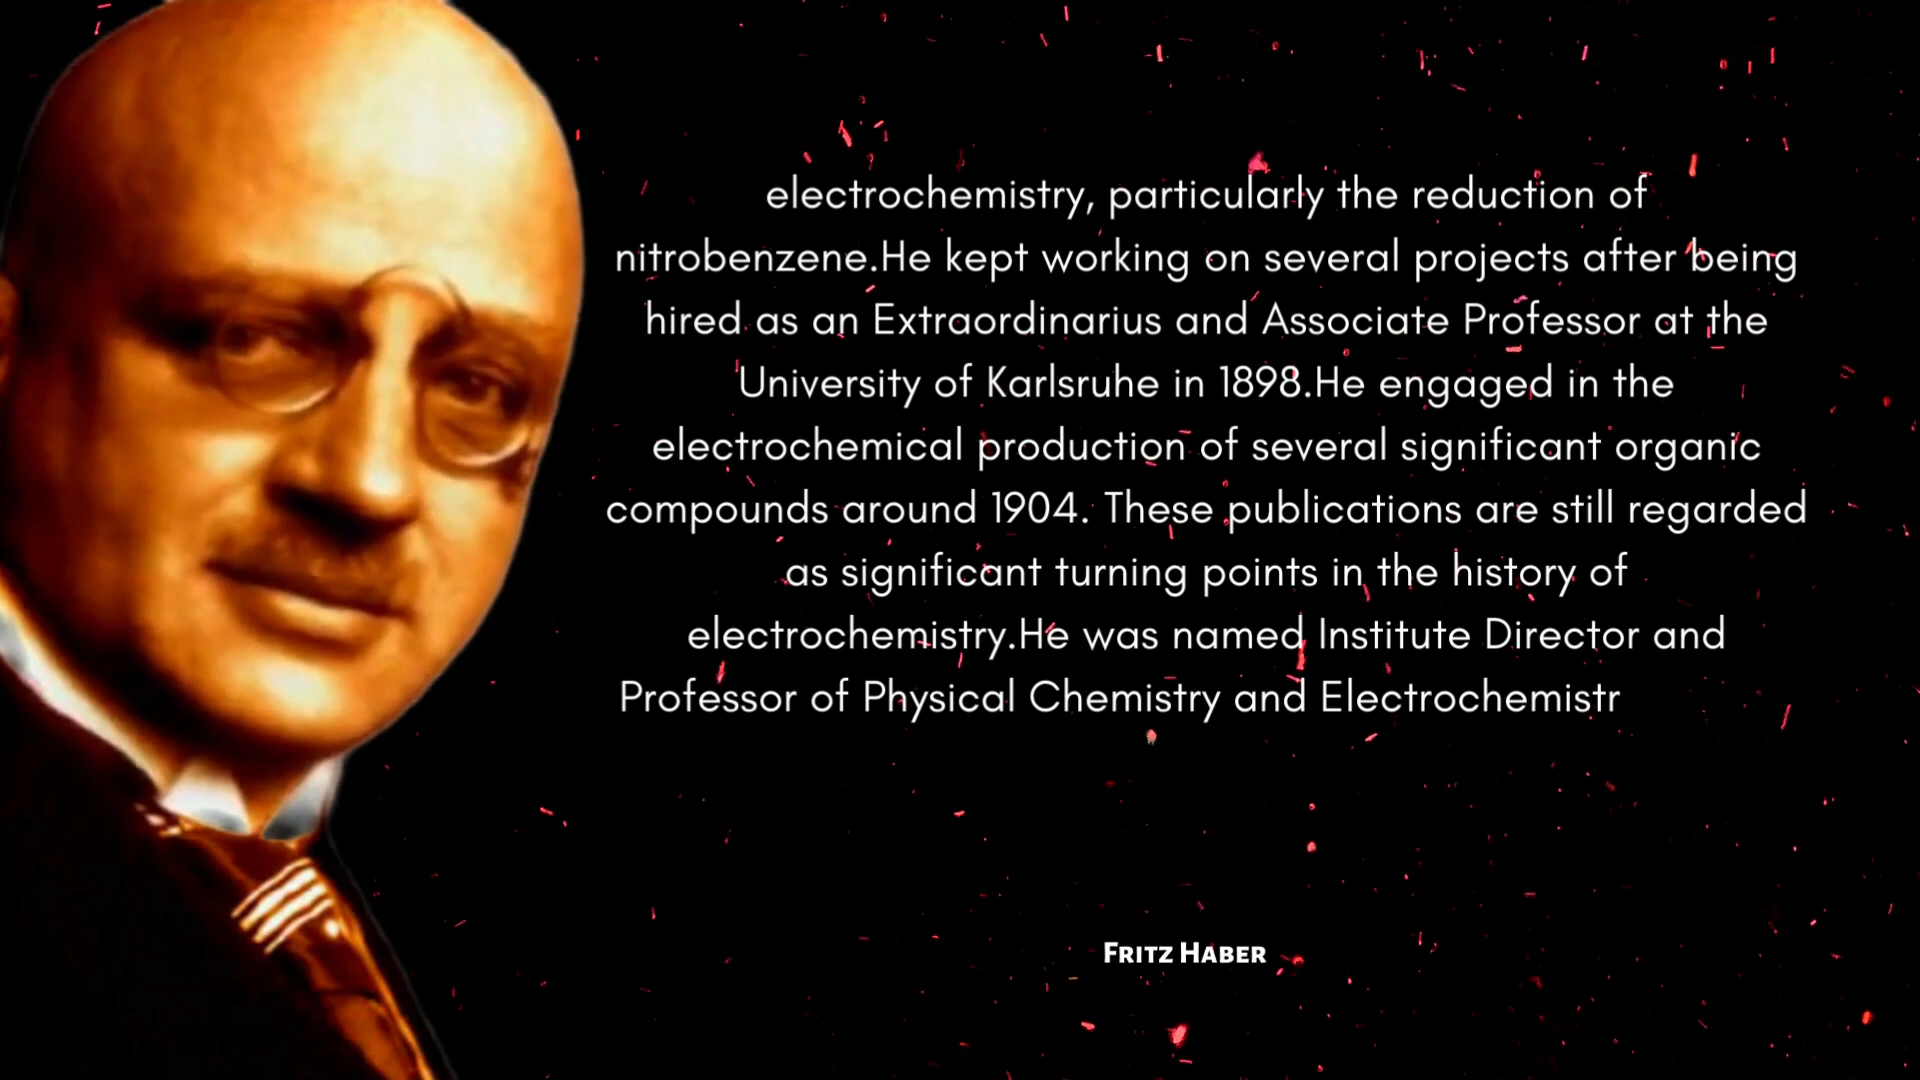 electrochemistry, particularly the reduction of
nitrobenzene.He kept working on several projects after being
hired as an Extraordinarius and Associate Professor at the
University of Karlsruhe in 1898.He engaged in the
electrochemical production of several significant organic
compounds around 1904. These publications are still regarded
as significant turning points in the history of
electrochemistry.He was named Institute Director and
Professor of Physical Chemistry and Electrochemistr
Fritz Haber